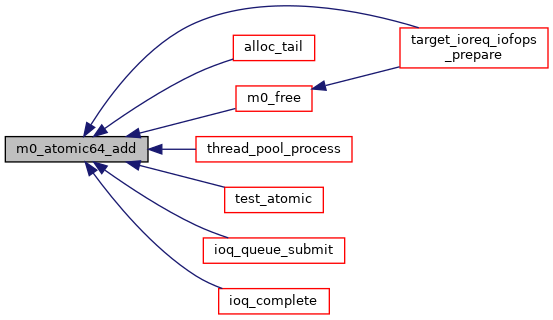 target_ioreq_iofops
_prepare
alloc_tail
m0_free
m0_atomic64_add
thread_pool_process
test_atomic
ioq_queue_submit
ioq_complete